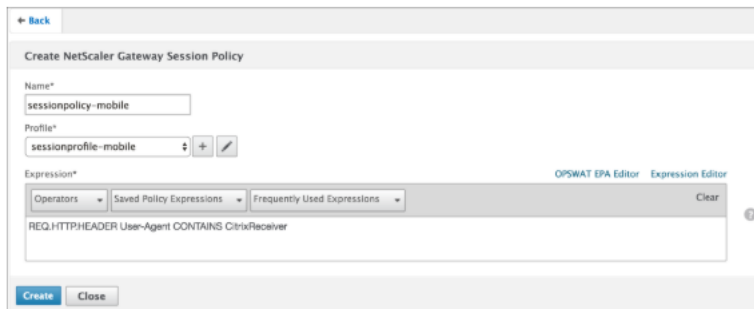 Back
Create NetScaler Gateway Session Policy
Name*
sessionpolicy-mobile
Profile*
sessionprofile-mobile
Expression* OPSWAT EPA Editor Expression Editor
Operators Saved Policy Expressions Frequently Used Expressions Clear
REQ.HTTP.HEADER User-Agent CONTAINS CitrixReceiver
Create Close